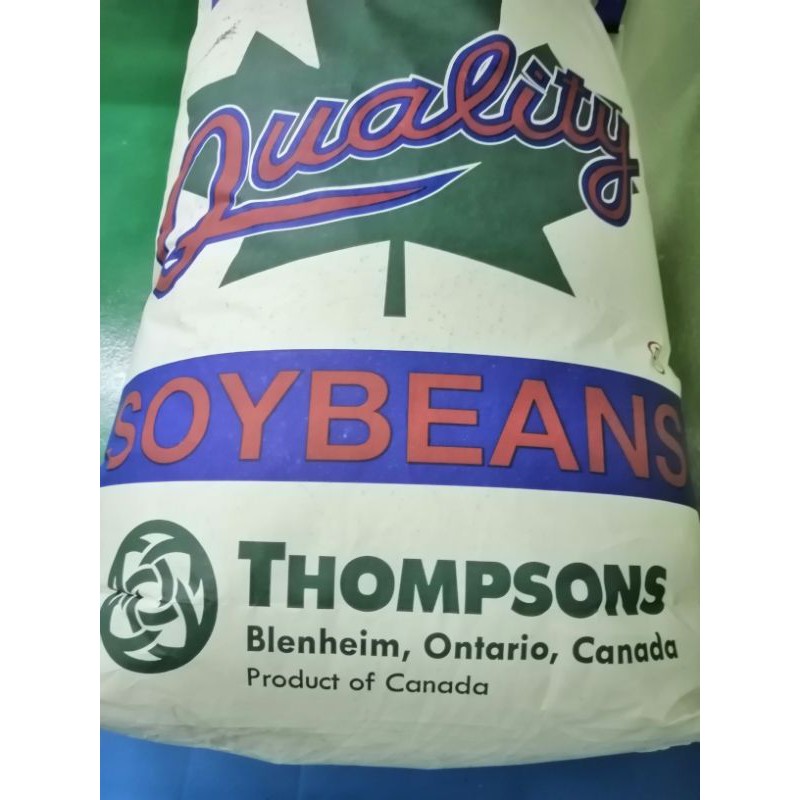 Quality
SOYBEANS
THOMPSONS
Blenheim, Ontario, Canada
Product of Canada